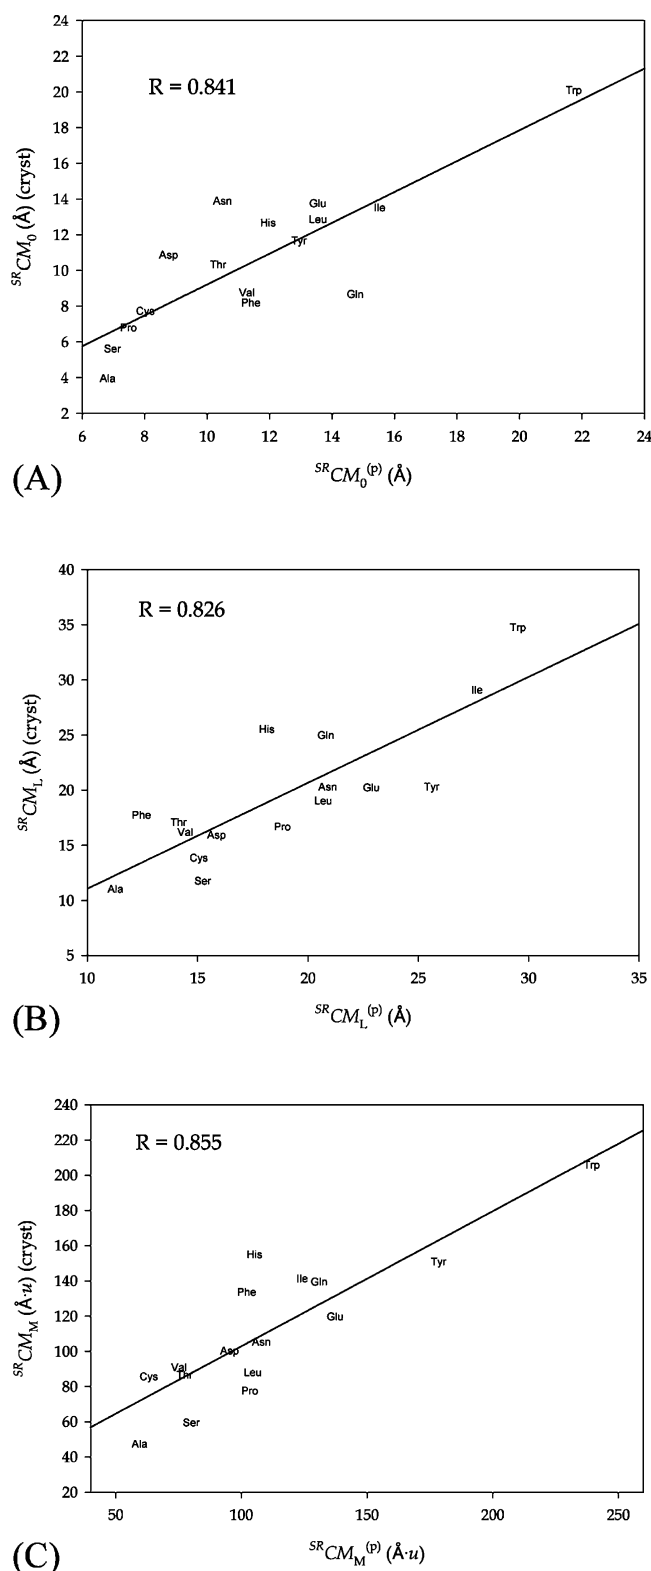 24
22
R = 0.841
Trp
20
18
16
14
Asn
Glu
Ile
Leu
His
12
Tyr
Asp
Thr
10
Val
Gln
Phe
8
Cys
Pro
6
Ser
4
Ala
2
6 8 10 12 14 16 18 20 22 24
SRCM0 (Å) (cryst)
SRCM0(p) (Å)
(A)
40
R = 0.826
35
Trp
30
Ile
His
25
Gln
20
Asn
Glu
Tyr
Leu
Phe
Thr
Val
Asp
Pro
15
Cys
Ser
10
Ala
5
10 15 20 25 30 35
SRCML (Å) (cryst)
SRCML(p) (Å)
(B)
240
R = 0.855
220
200
Trp
180
160
His
Tyr
140
Ile
Gln
Phe
120
Glu
Asn
100
Asp
Val
Thr
Cys
Leu
80
Pro
60
Ser
40
Ala
20
50 100 150 200 250
SRCMM (Å·u) (cryst)
SRCMM(p) (Å·u)
(C)